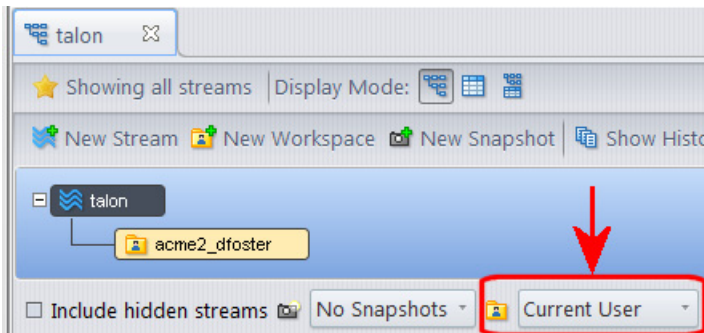 talon
Showing all streams Display Mode:
New Stream New Workspace New Snapshot Show Histo
talon
acme2_dfoster
Include hidden streams No Snapshots Current User